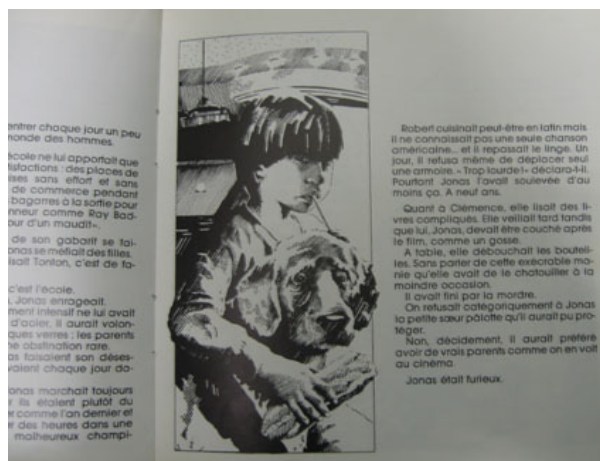 entrer chaque jour un peu
monde des hommes.
école ne lui apportait que
tisfactions : des places de
ises sans effort et sans
de commerce pendant
bagarres à la sortie pour
nneur comme Ray Bad-
our d'un maudit».
de son gabarit se fai-
onas se méfiait des filles.
isait Tonton, c'est de fa-
c'est l'école.
, Jonas enrageait.
ment intensif ne lui avait
d'acier, il aurait volon-
ques verres ; les parents
ne obstination rare.
as faisaient son déses-
vaient chaque jour da-
onas marchait toujours
r ils étaient plutôt du
er comme l'an dernier et
r des heures dans une
malheureux champi-
Robert cuisinait peut-être en latin mais
il ne connaissait pas une seule chanson
américaine... et il repassait le linge. Un
jour, il refusa même de déplacer seul
une armoire. « Trop lourde !» déclara-t-il.
Pourtant Jonas l'avait soulevée d'au
moins ça. A neuf ans.
Quant à Clémence, elle lisait des li-
vres compliqués. Elle veillait tard tandis
que lui, Jonas, devait être couché après
le film, comme un gosse.
A table, elle débouchait les bouteil-
les. Sans parler de cette exécrable ma-
nie qu'elle avait de le chatouiller à la
moindre occasion.
Il avait fini par la mordre.
On refusait catégoriquement à Jonas
la petite sœur pâlotte qu'il aurait pu pro-
téger.
Non, décidément, il aurait préféré
avoir de vrais parents comme on en voit
au cinéma.
Jonas était furieux.